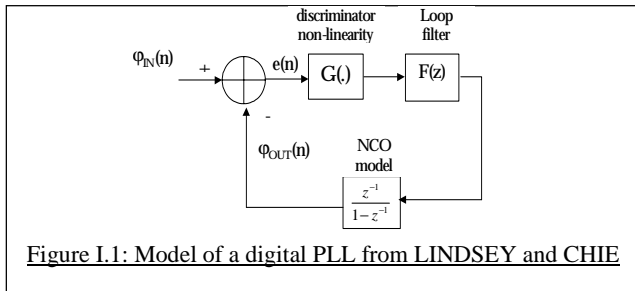 discriminator
non-linearity
Loop
filter
φIN(n)
+
e(n)
G(.)
F(z)
-
φOUT(n)
NCO
model
z⁻¹
1− z⁻¹
Figure I.1: Model of a digital PLL from LINDSEY and CHIE